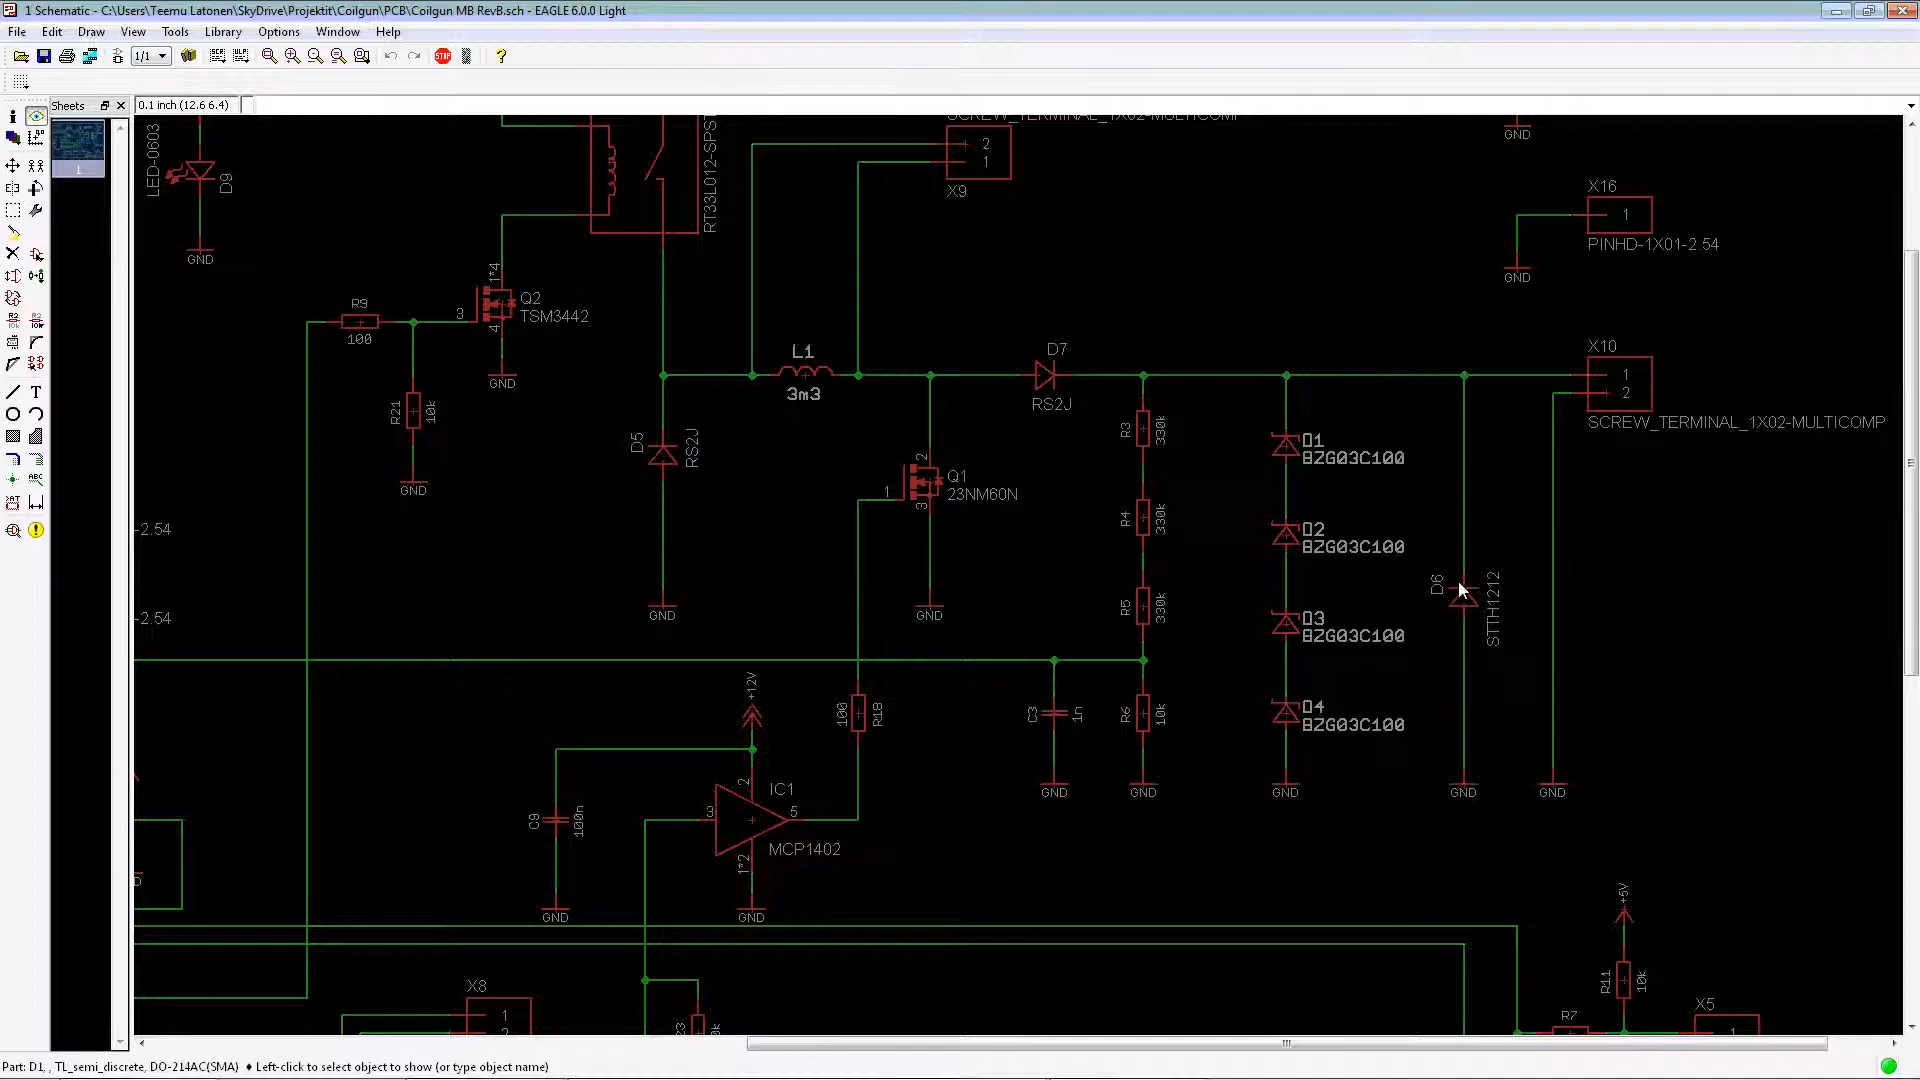 1 Schematic - C:\Users\Teemu Latonen\SkyDrive\Projektit\Coilgun\PCB\Coilgun MB RevB.sch - EAGLE 6.0.0 Light
File Edit Draw View Tools Library Options Window Help
1/1
Sheets
0.1 inch (12.6 6.4)
SCREW_TERMINAL_1X02-MULTICOMP
GND
LED-0603
D9
GND
RT33L012-SPST
2
1
X9
X16
1
PINHD-1X01-2.54
GND
R9
100
3
1*4
4
Q2
TSM3442
GND
R21
10k
GND
L1
3m3
D7
RS2J
X10
1
2
SCREW_TERMINAL_1X02-MULTICOMP
D5
RS2J
GND
1
2
3
Q1
23NM60N
GND
R3
330k
R4
330k
R5
330k
D1
BZG03C100
D2
BZG03C100
D3
BZG03C100
D4
BZG03C100
D6
STTH1212
-2.54
-2.54
+12V
100
R18
C3
1n
GND
R6
10k
GND
GND
GND
GND
C9
100n
GND
2
3
5
1*2
IC1
MCP1402
GND
X8
1
2
+5V
R11
10k
R7
X5
1
Part: D1, , TL_semi_discrete, DO-214AC(SMA) ♦ Left-click to select object to show (or type object name)